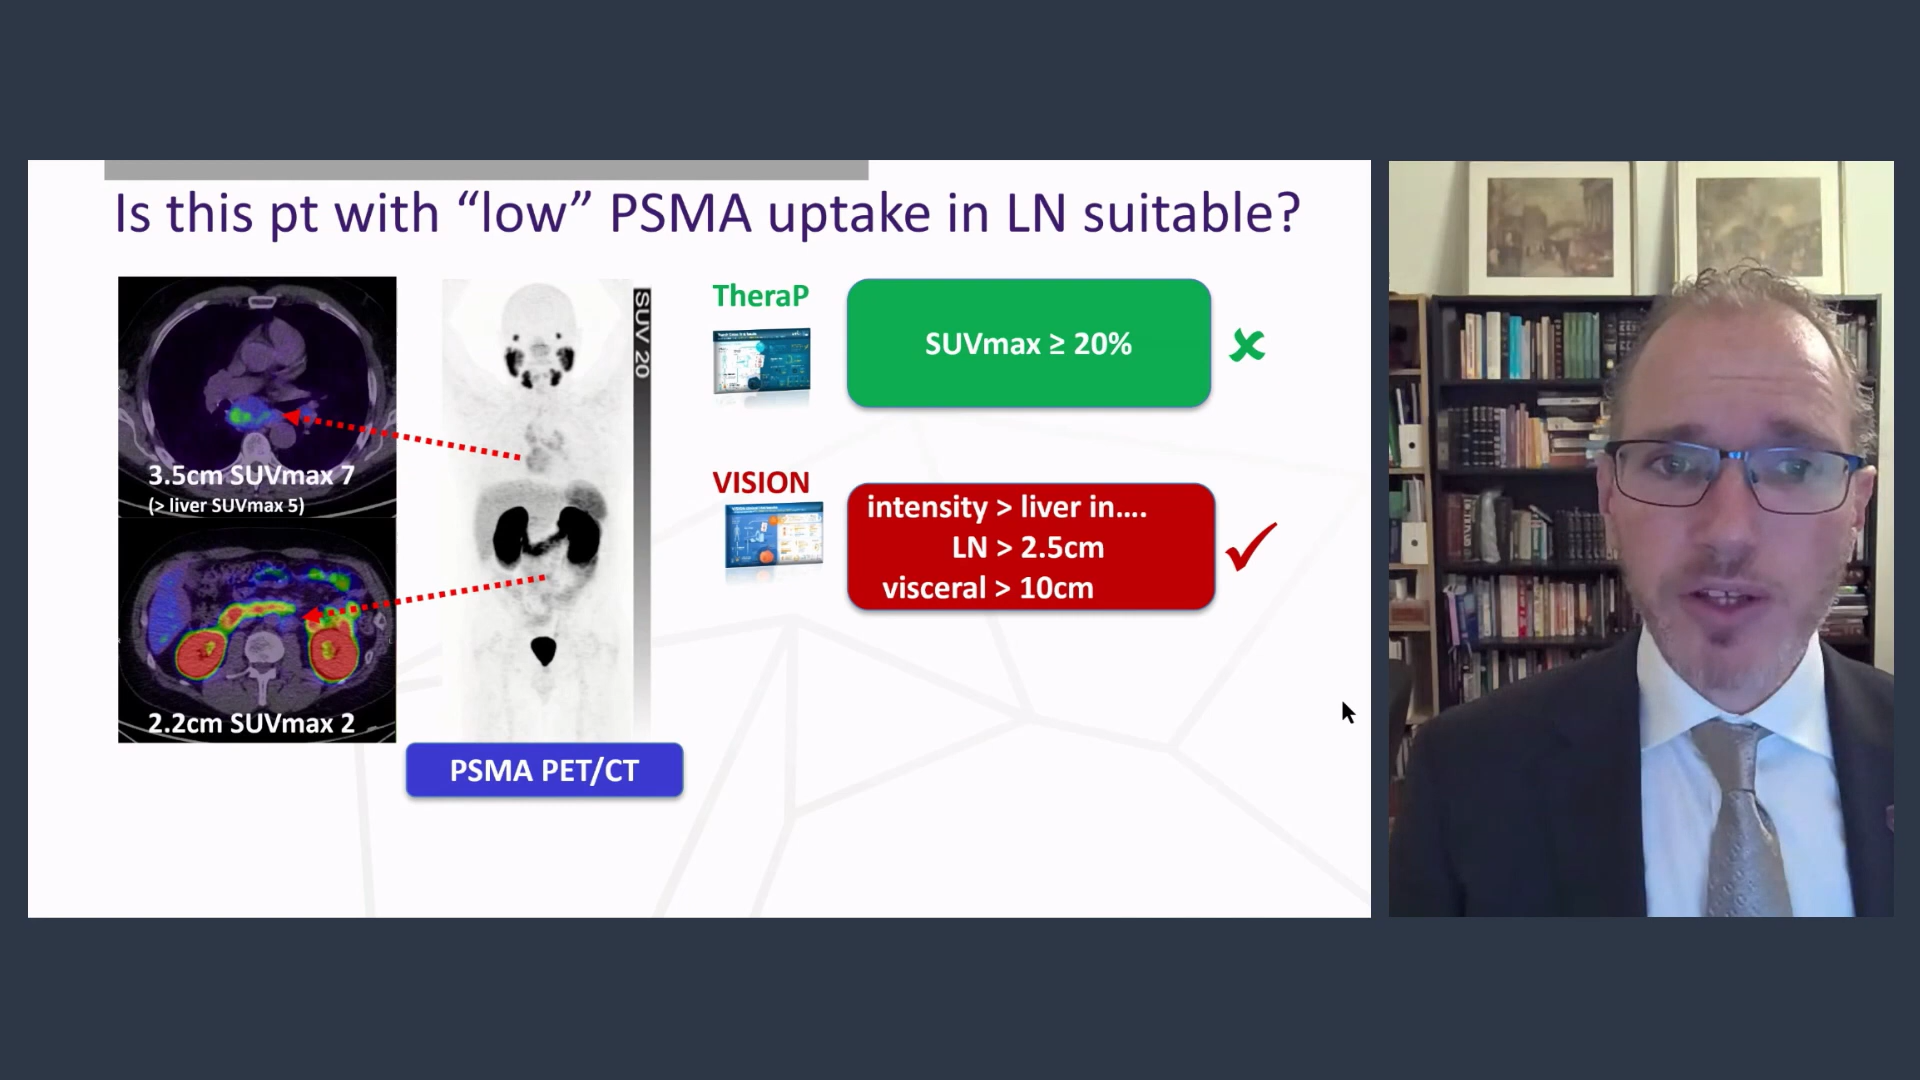 Is this pt with “low” PSMA uptake in LN suitable?
3.5cm SUVmax 7
(> liver SUVmax 5)
2.2cm SUVmax 2
SUV 20
PSMA PET/CT
TheraP
SUVmax ≥ 20%
VISION
intensity > liver in....
LN > 2.5cm
visceral > 10cm